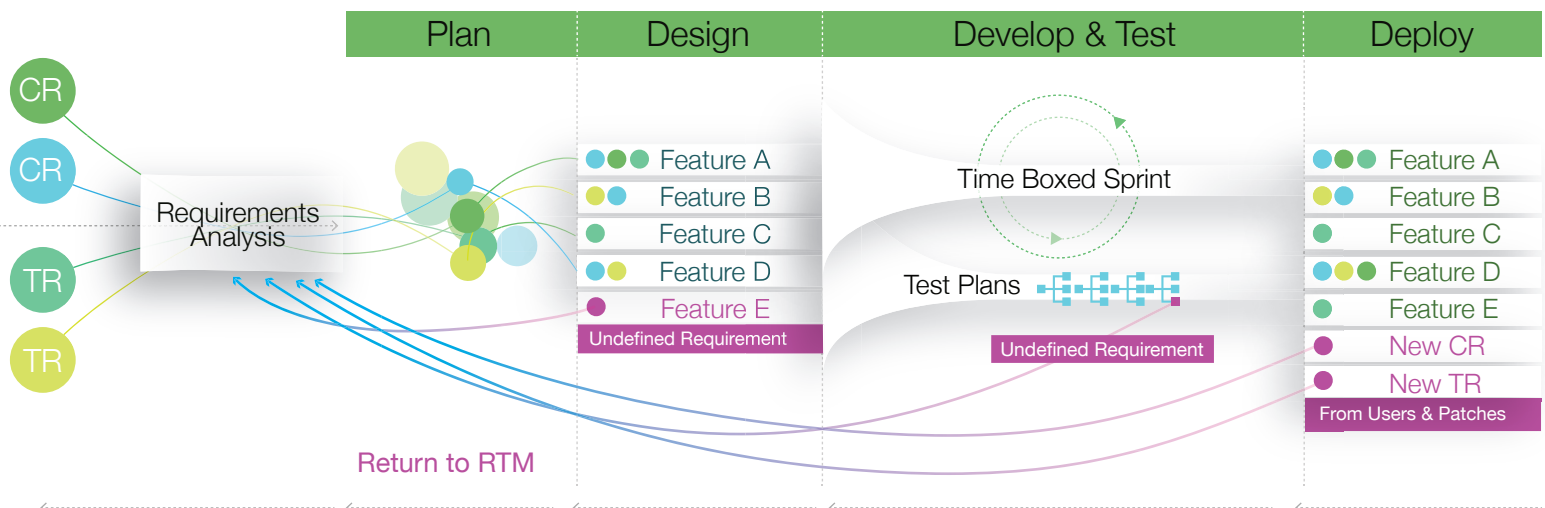 Plan
Design
Develop & Test
Deploy
CR
CR
TR
TR
Requirements
Analysis
Feature A
Feature B
Feature C
Feature D
Feature E
Undefined Requirement
Time Boxed Sprint
Test Plans
Undefined Requirement
Feature A
Feature B
Feature C
Feature D
Feature E
New CR
New TR
From Users & Patches
Return to RTM